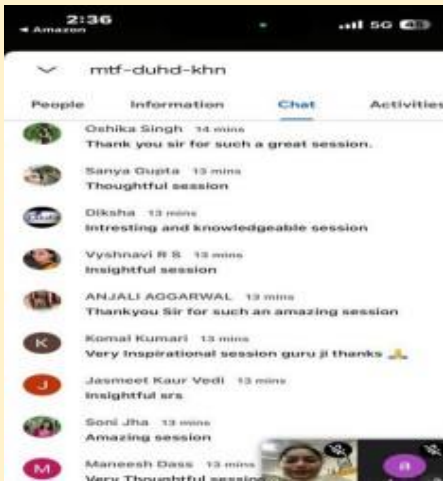 2:36
◄ Amazon
5G 43
mtf-duhd-khn
People Information Chat Activities
Oshika Singh 14 mins
Thank you sir for such a great session.
Sanya Gupta 13 mins
Thoughtful session
Diksha 13 mins
Intresting and knowledgeable session
Vyshnavi R S 13 mins
Insightful session
ANJALI AGGARWAL 13 mins
Thankyou Sir for such an amazing session
K
Komal Kumari 13 mins
Very Inspirational session guru ji thanks 🙏
J
Jasmeet Kaur Vedi 13 mins
Insightful srs
Soni Jha 13 mins
Amazing session
M
Maneesh Dass 13 mins
Very Thoughtful session
a